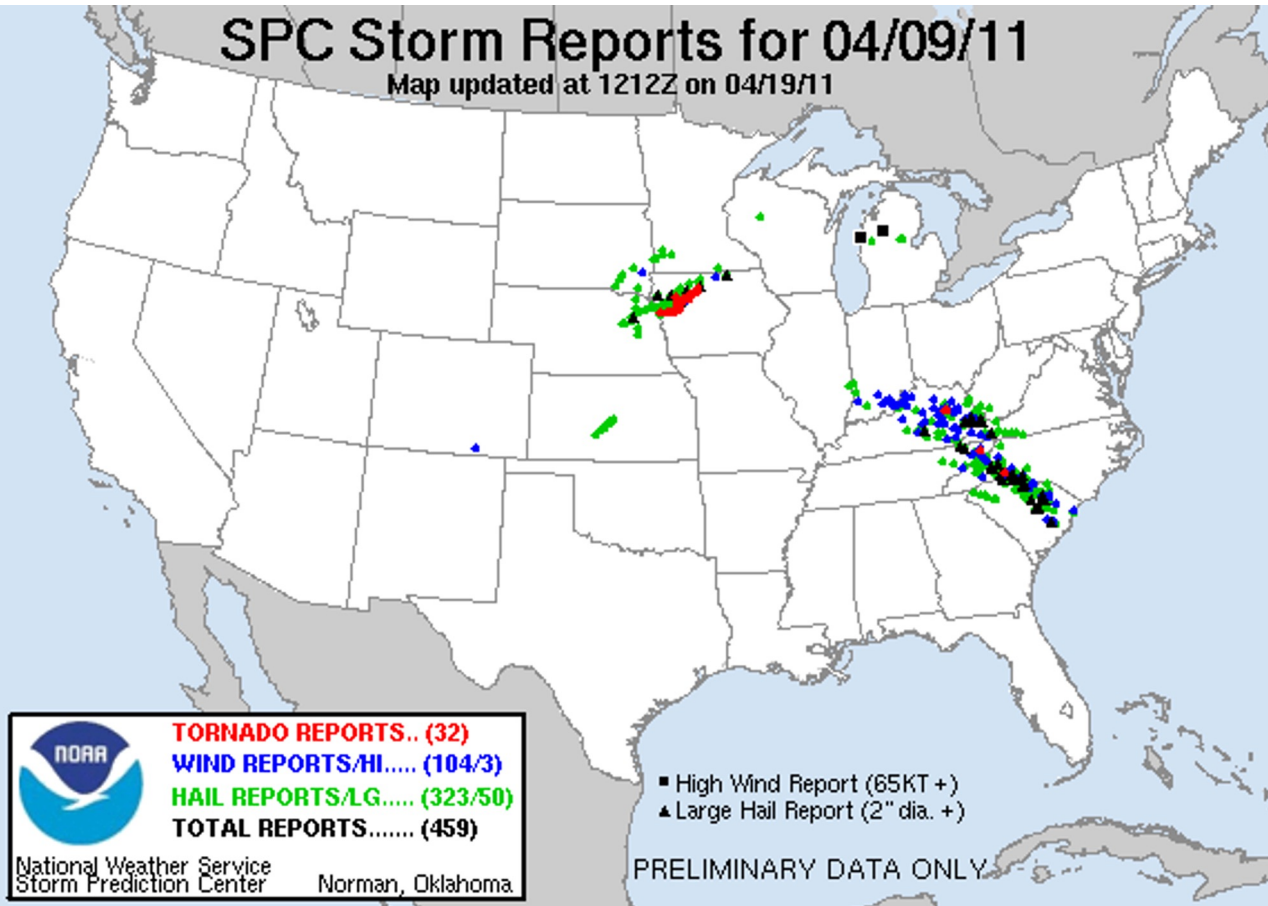 SPC Storm Reports for 04/09/11
Map updated at 1212Z on 04/19/11
NOAA
TORNADO REPORTS.. (32)
WIND REPORTS/HI..... (104/3)
HAIL REPORTS/LG..... (323/50)
TOTAL REPORTS....... (459)
National Weather Service
Storm Prediction Center Norman, Oklahoma
High Wind Report (65KT +)
Large Hail Report (2" dia. +)
PRELIMINARY DATA ONLY